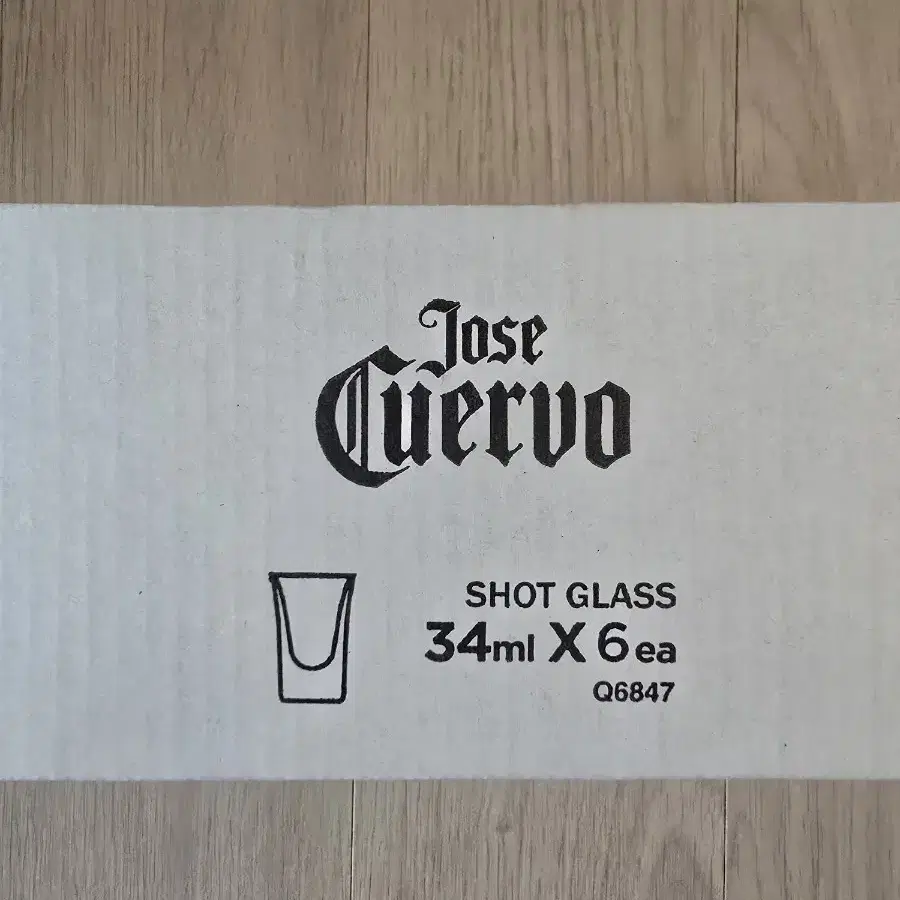 Jose
Cuervo
SHOT GLASS
34ml X 6ea
Q6847